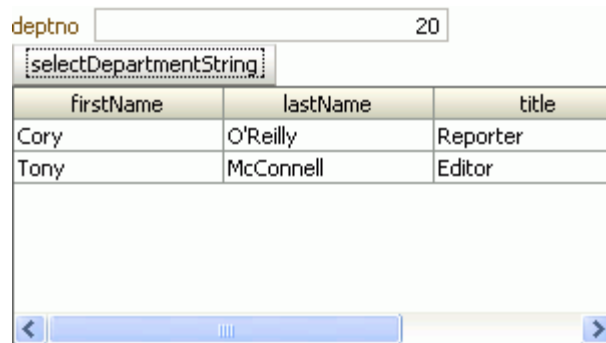 deptno 20
selectDepartmentString
firstName lastName title
Cory O'Reilly Reporter
Tony McConnell Editor